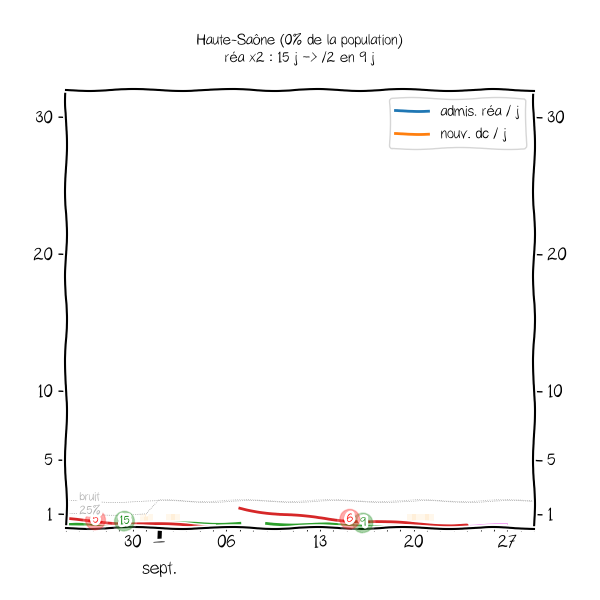 Haute-Saône (0% de la population)
réa x2 : 15 j -> /2 en 9 j
admis. réa / j
nouv. dc / j
30 30
20 20
10 10
5 5
bruit
25%
1 1
5 15 6 9
30 06 13 20 27
sept.